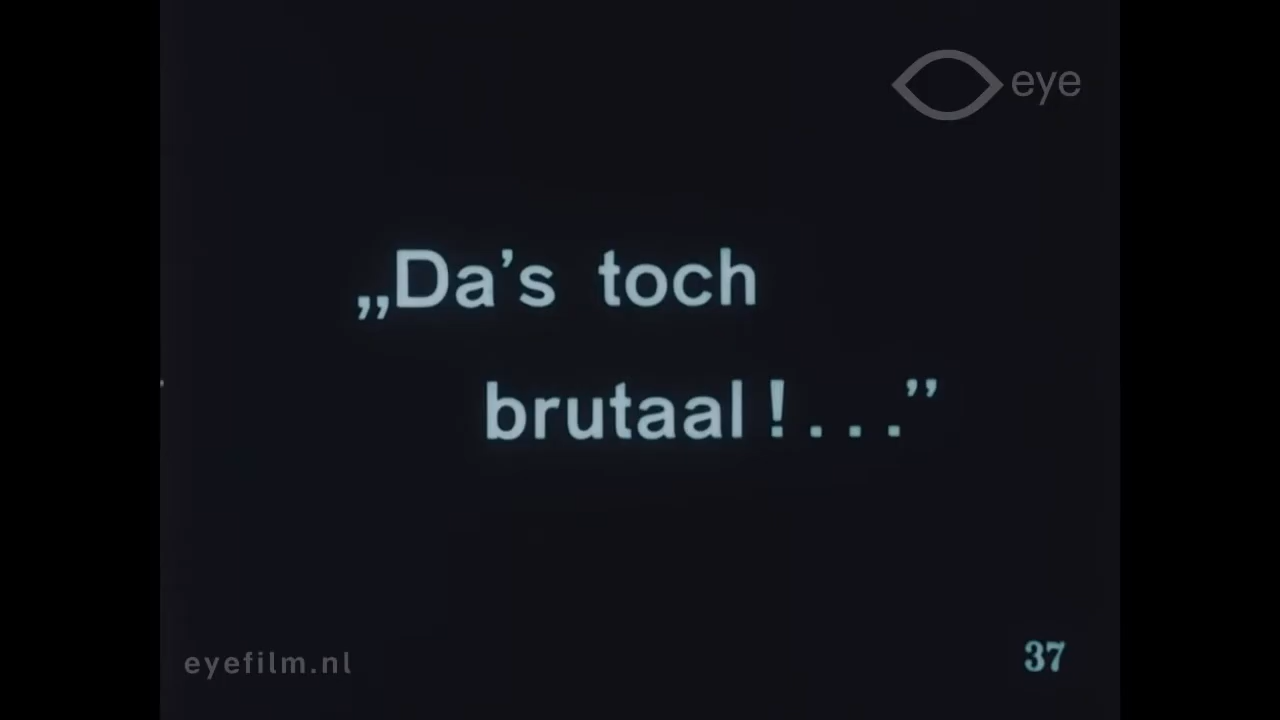 eye
„Da’s toch
brutaal!...”
eyefilm.nl
37